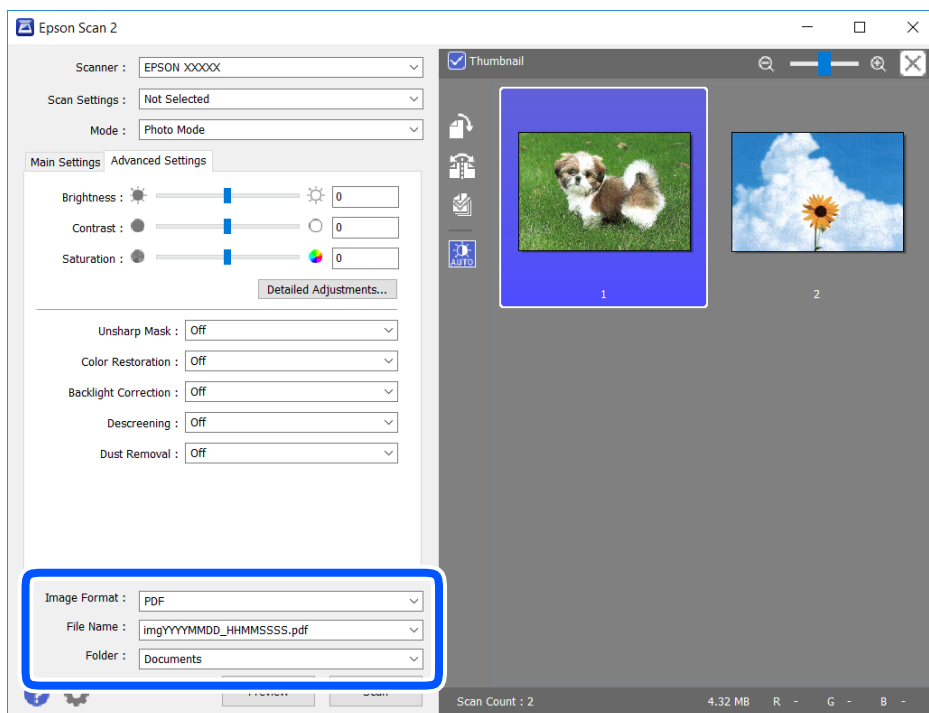 Epson Scan 2
Scanner : EPSON XXXXX
Scan Settings : Not Selected
Mode : Photo Mode
Main Settings Advanced Settings
Brightness : 0
Contrast : 0
Saturation : 0
Detailed Adjustments...
Unsharp Mask : Off
Color Restoration : Off
Backlight Correction : Off
Descreening : Off
Dust Removal : Off
Image Format : PDF
File Name : imgYYYYMMDD_HHMMSSSS.pdf
Folder : Documents
Preview Scan
Thumbnail
AUTO
1 2
Scan Count : 2 4.32 MB R - G - B -